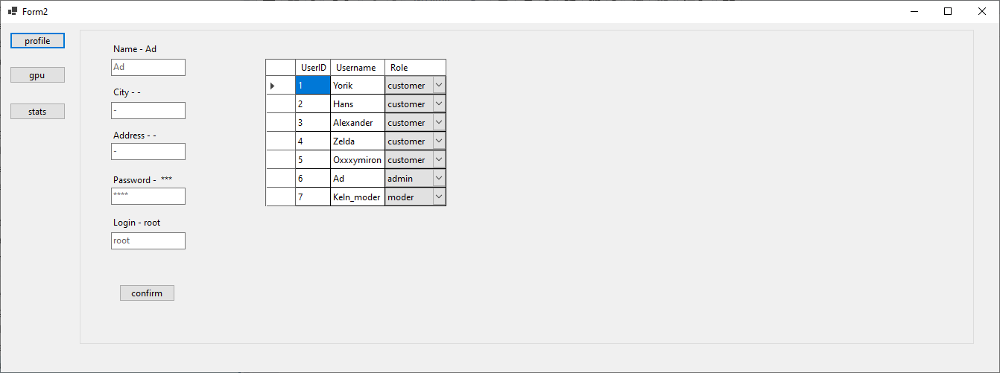 Form2
profile
gpu
stats
Name - Ad
Ad
City - -
-
Address - -
-
Password - ***
****
Login - root
root
confirm
UserID Username Role
1 Yorik customer
2 Hans customer
3 Alexander customer
4 Zelda customer
5 Oxxxymiron customer
6 Ad admin
7 Keln_moder moder